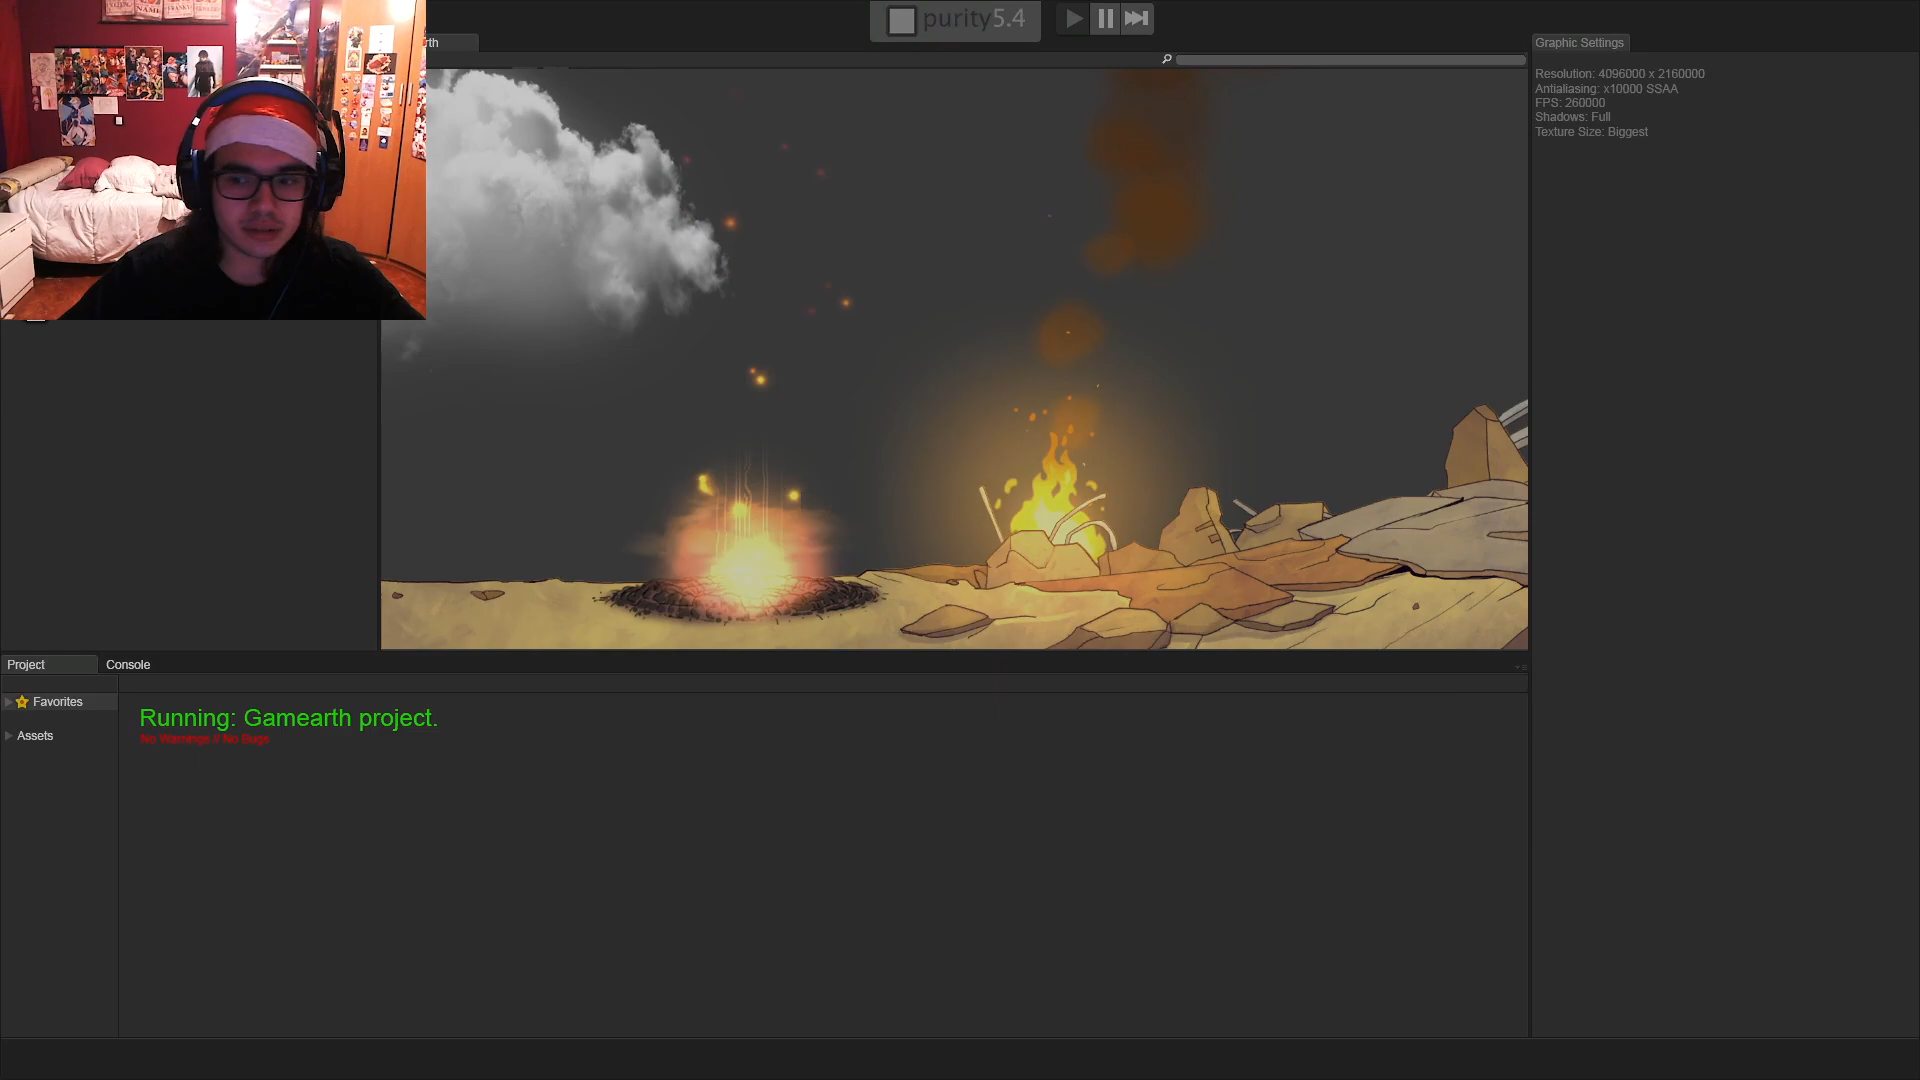 purity5.4
rth
Graphic Settings
Resolution: 4096000 x 2160000
Antialiasing: x10000 SSAA
FPS: 260000
Shadows: Full
Texture Size: Biggest
Project
Console
Favorites
Running: Gamearth project.
No Warnings // No Bugs
Assets